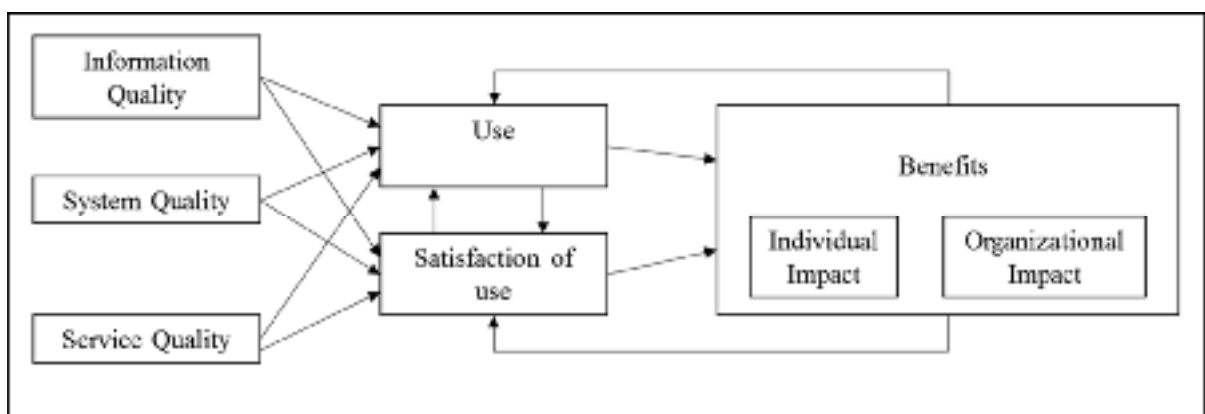 Information
Quality
System Quality
Service Quality
Use
Satisfaction of
use
Benefits
Individual
Impact
Organizational
Impact